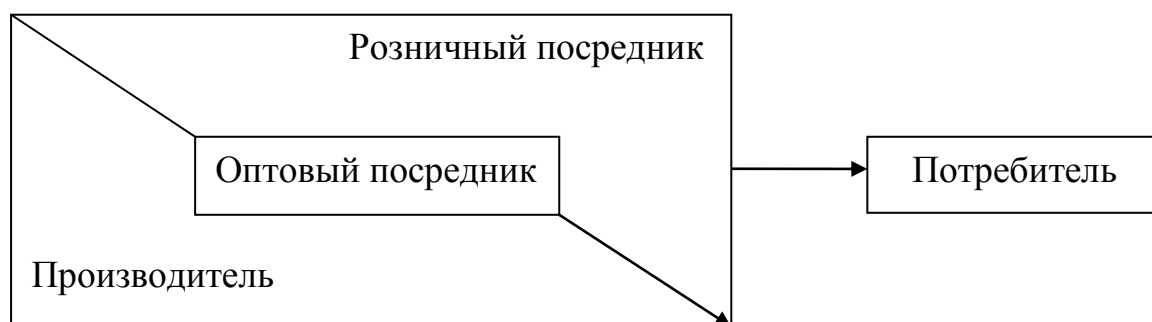 Розничный посредник
Оптовый посредник
Потребитель
Производитель